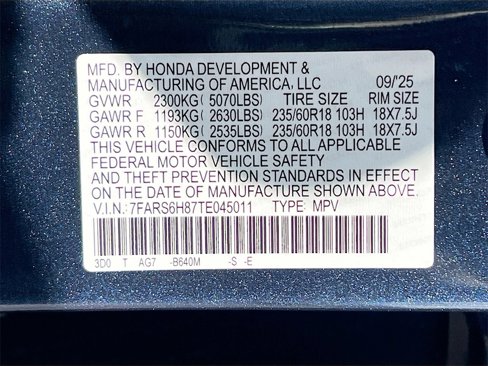 MFD. BY HONDA DEVELOPMENT &
MANUFACTURING OF AMERICA, LLC 09/'25
GVWR 2300KG( 5070LBS) TIRE SIZE RIM SIZE
GAWR F 1193KG( 2630LBS) 235/60R18 103H 18X7.5J
GAWR R 1150KG( 2535LBS) 235/60R18 103H 18X7.5J
THIS VEHICLE CONFORMS TO ALL APPLICABLE
FEDERAL MOTOR VEHICLE SAFETY
AND THEFT PREVENTION STANDARDS IN EFFECT
ON THE DATE OF MANUFACTURE SHOWN ABOVE.
V.I.N.:7FARS6H87TE045011 TYPE: MPV
3D0 T AG7 -B640M -S -E